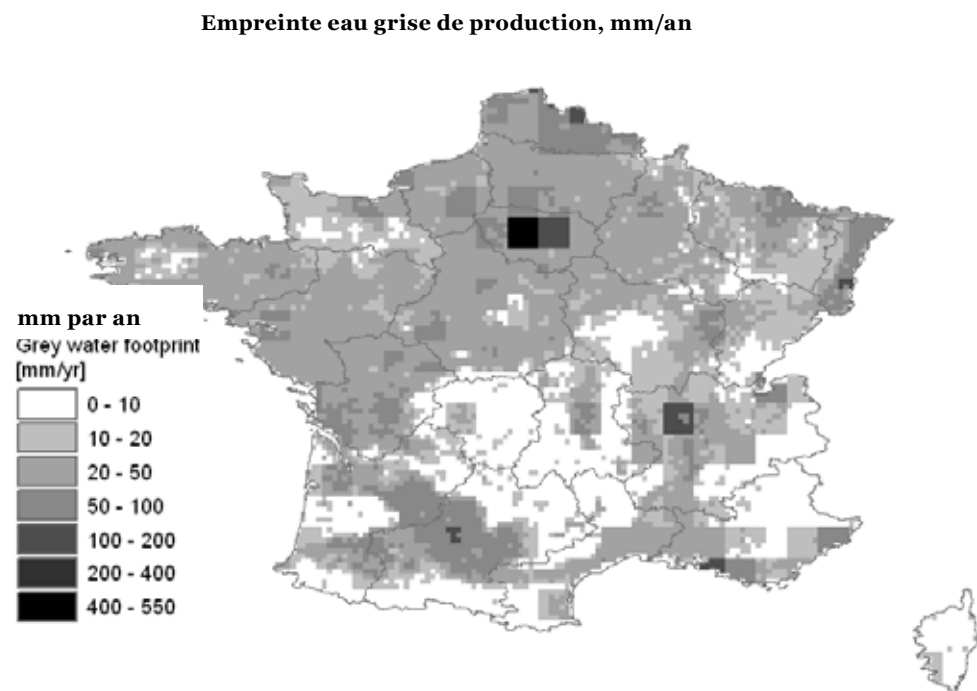 Empreinte eau grise de production, mm/an
mm par an
Grey water footprint
[mm/yr]
0 - 10
10 - 20
20 - 50
50 - 100
100 - 200
200 - 400
400 - 550